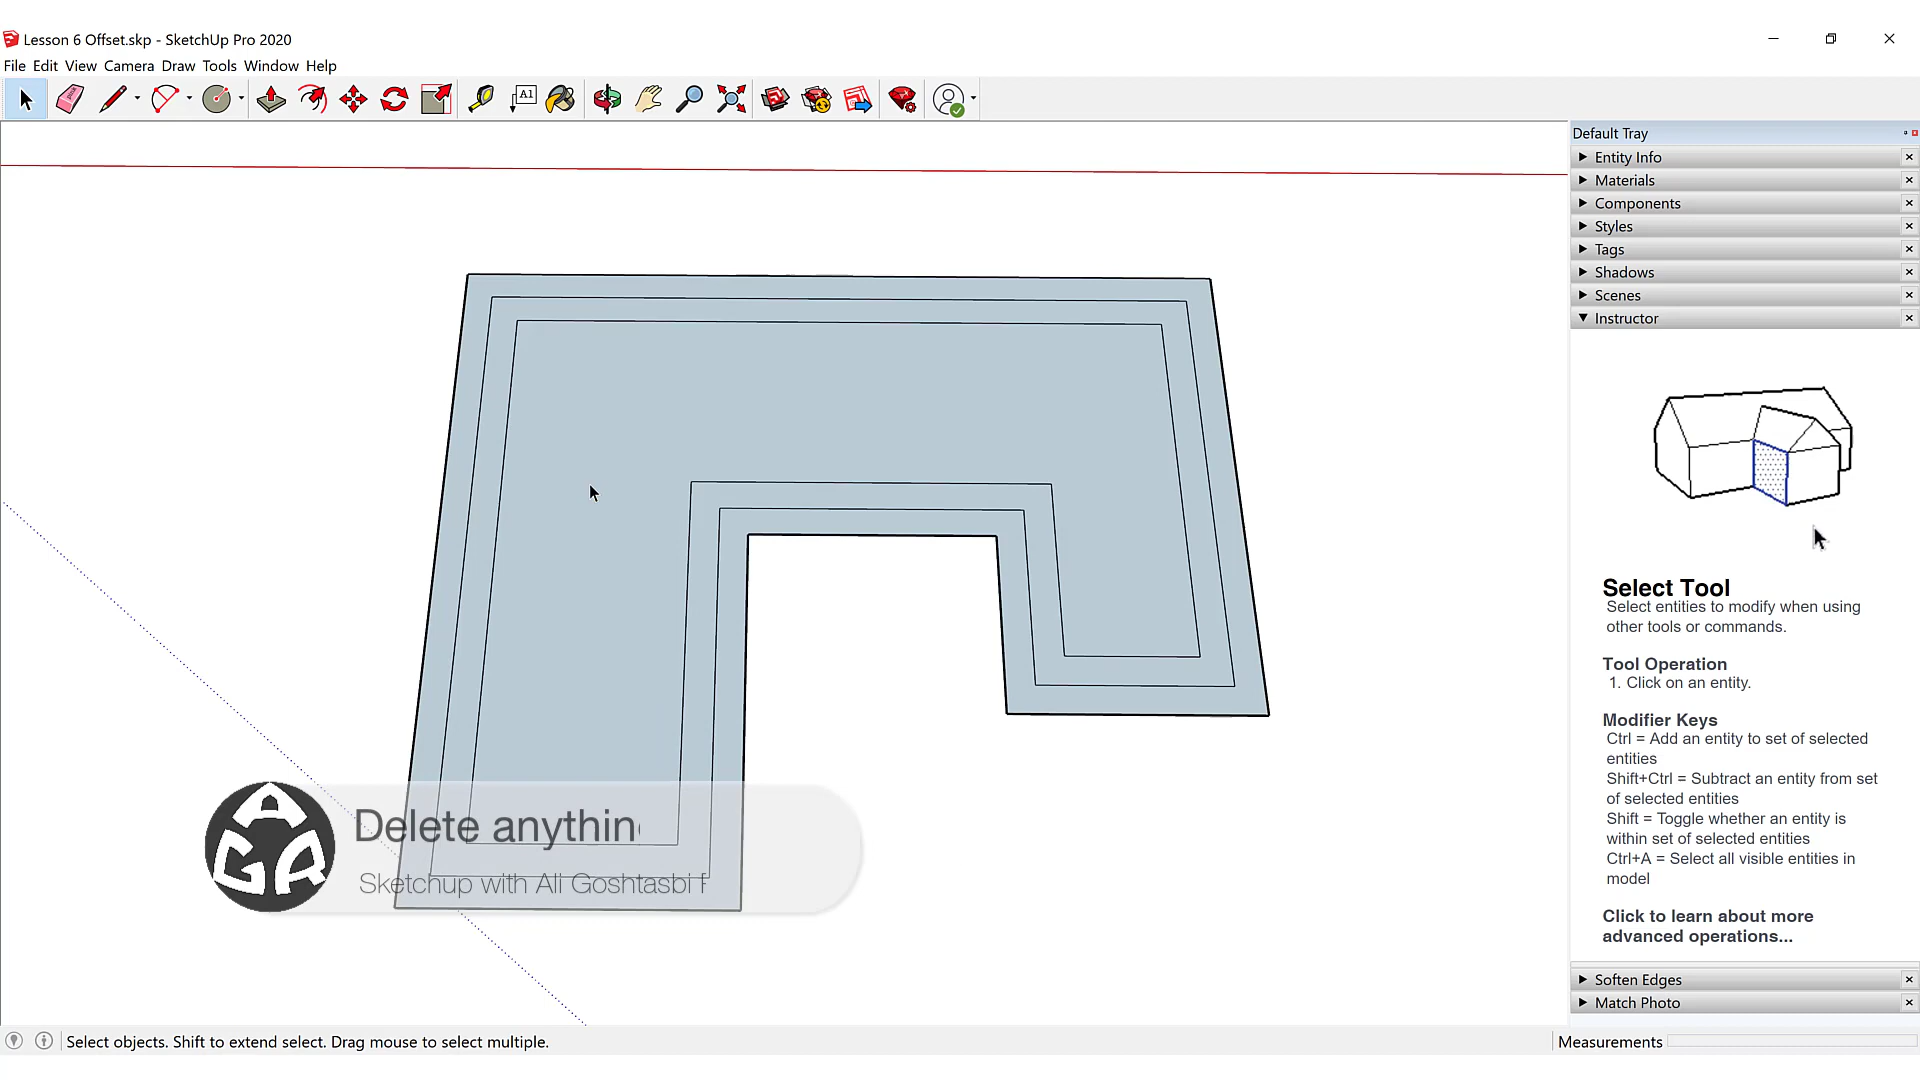 Lesson 6 Offset.skp - SketchUp Pro 2020
File Edit View Camera Draw Tools Window Help
A1
Default Tray
Entity Info
Materials
Components
Styles
Tags
Shadows
Scenes
Instructor
Select Tool
Select entities to modify when using
other tools or commands.
Tool Operation
1. Click on an entity.
Modifier Keys
Ctrl = Add an entity to set of selected
entities
Shift+Ctrl = Subtract an entity from set
of selected entities
Shift = Toggle whether an entity is
within set of selected entities
Ctrl+A = Select all visible entities in
model
Click to learn about more
advanced operations...
Soften Edges
Match Photo
AGR
Delete anythin
Sketchup with Ali Goshtasbi
Select objects. Shift to extend select. Drag mouse to select multiple.
Measurements